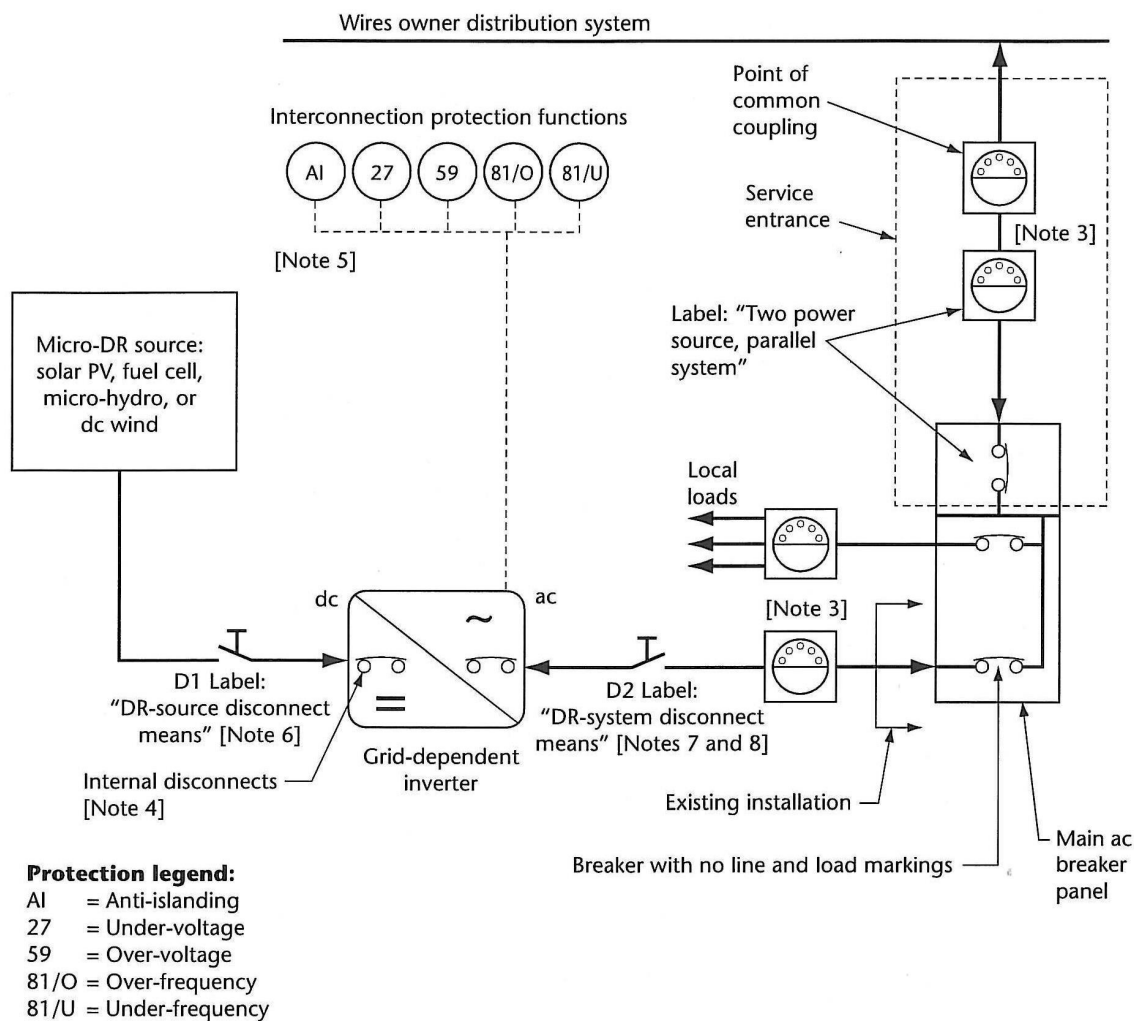 Wires owner distribution system
Point of
common
coupling
Interconnection protection functions
AI
27
59
81/O
81/U
Service
entrance
[Note 3]
[Note 5]
Label: “Two power
source, parallel
system”
Micro-DR source:
solar PV, fuel cell,
micro-hydro, or
dc wind
Local
loads
dc
ac
~
=
[Note 3]
D1 Label:
“DR-source disconnect
means” [Note 6]
D2 Label:
“DR-system disconnect
means” [Notes 7 and 8]
Grid-dependent
inverter
Internal disconnects
[Note 4]
Existing installation
Breaker with no line and load markings
Main ac
breaker
panel
Protection legend:
AI = Anti-islanding
27 = Under-voltage
59 = Over-voltage
81/O = Over-frequency
81/U = Under-frequency